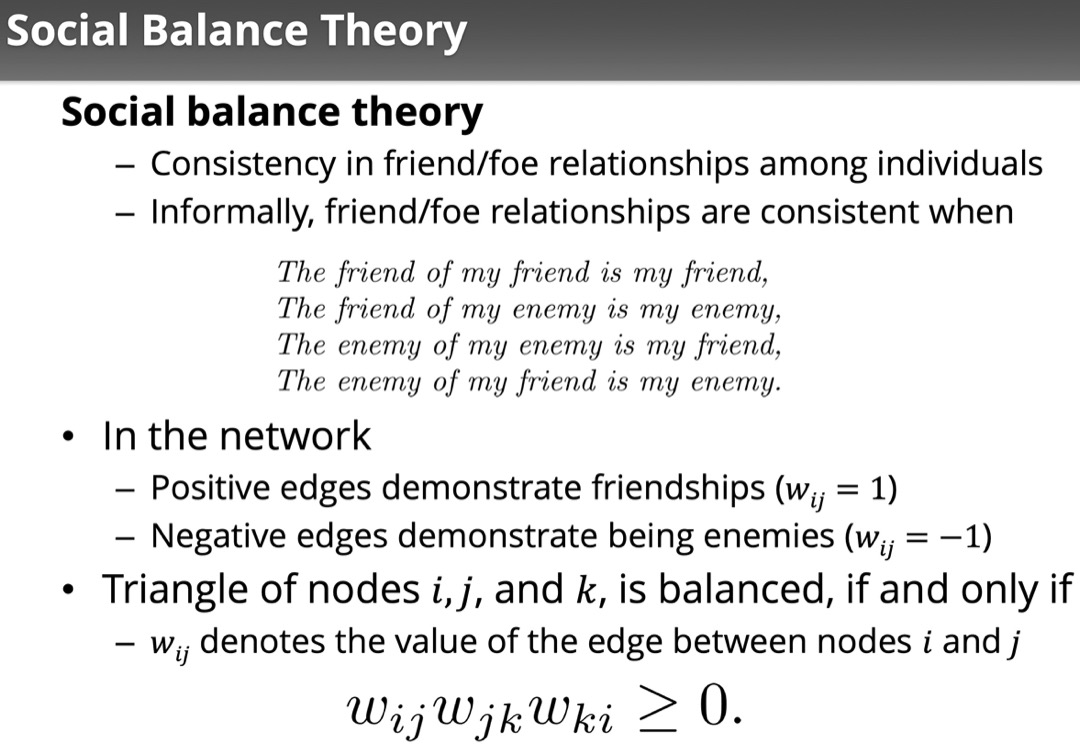 Social Balance Theory
Social balance theory
– Consistency in friend/foe relationships among individuals
– Informally, friend/foe relationships are consistent when
The friend of my friend is my friend,
The friend of my enemy is my enemy,
The enemy of my enemy is my friend,
The enemy of my friend is my enemy.
• In the network
– Positive edges demonstrate friendships (w_{ij} = 1)
– Negative edges demonstrate being enemies (w_{ij} = −1)
• Triangle of nodes i, j, and k, is balanced, if and only if
– w_{ij} denotes the value of the edge between nodes i and j
w_{ij}w_{jk}w_{ki} ≥ 0.